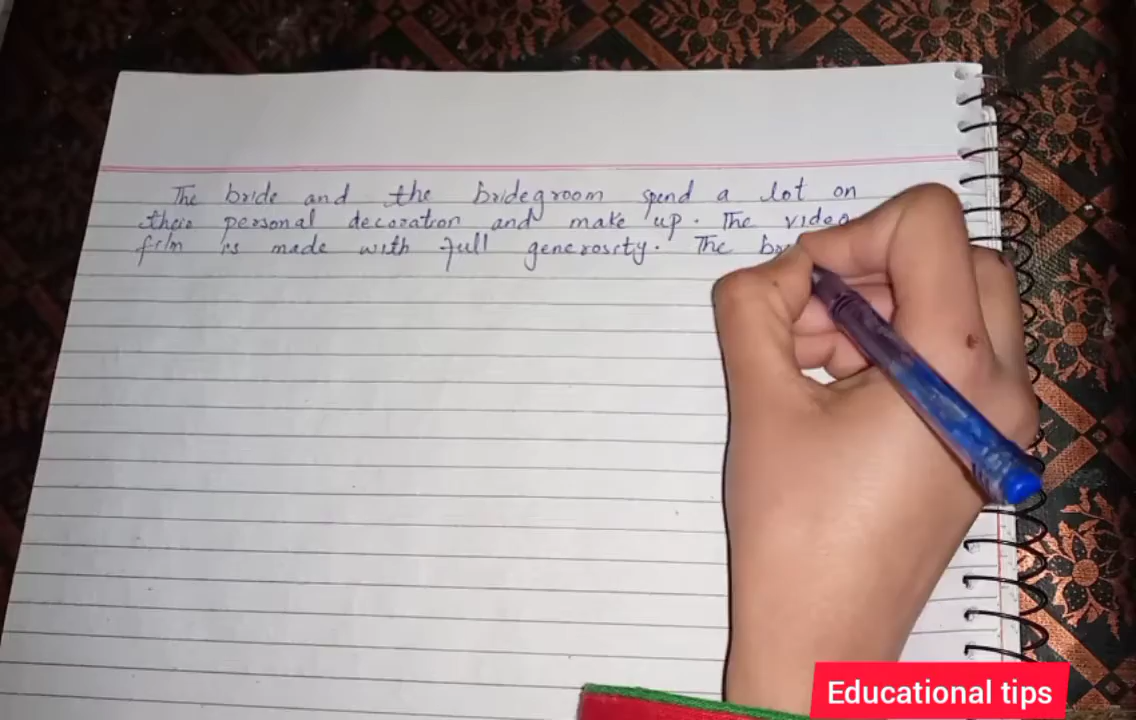 The bride and the bridegroom spend a lot on
their personal decoration and make up. The video
film is made with full generosity. The
Educational tips